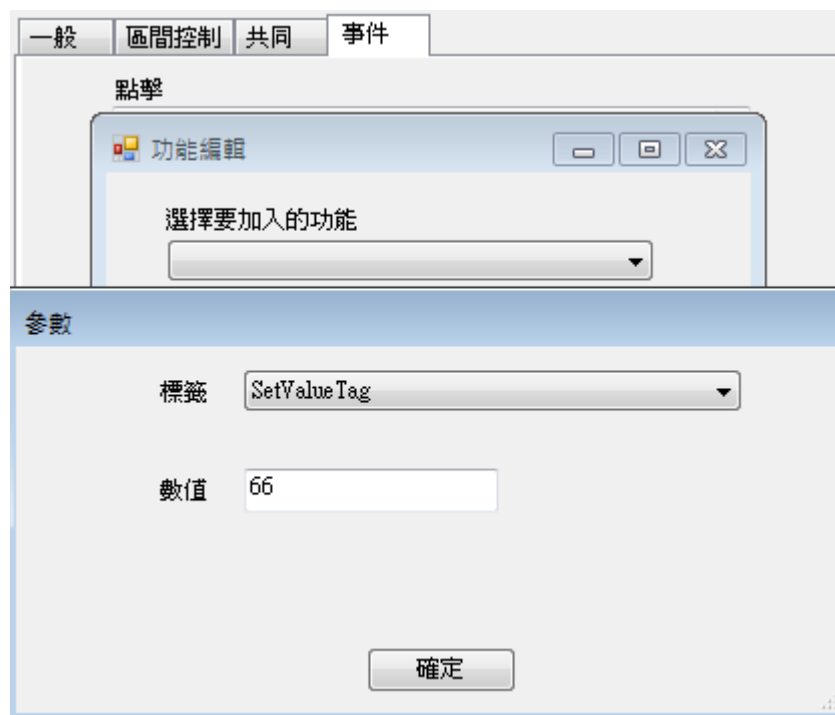 一般 區間控制 共同 事件
點擊
功能編輯
選擇要加入的功能
參數
標籤 SetValueTag
數值 66
確定